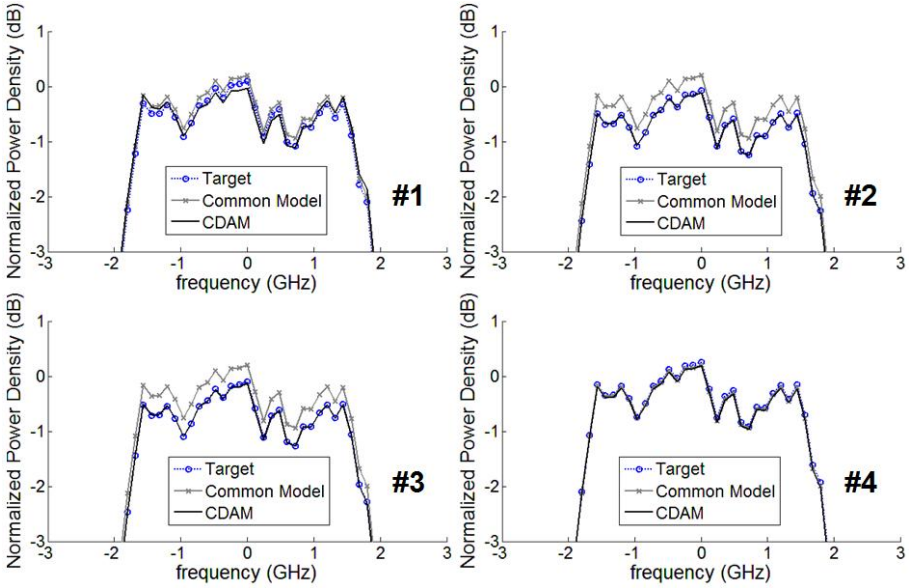 Normalized Power Density (dB)
1
0
-1
-2
-3
Target
Common Model
CDAM
#1
-3 -2 -1 0 1 2 3
frequency (GHz)
Normalized Power Density (dB)
1
0
-1
-2
-3
Target
Common Model
CDAM
#2
-3 -2 -1 0 1 2 3
frequency (GHz)
Normalized Power Density (dB)
1
0
-1
-2
-3
Target
Common Model
CDAM
#3
-3 -2 -1 0 1 2 3
frequency (GHz)
Normalized Power Density (dB)
1
0
-1
-2
-3
Target
Common Model
CDAM
#4
-3 -2 -1 0 1 2 3
frequency (GHz)